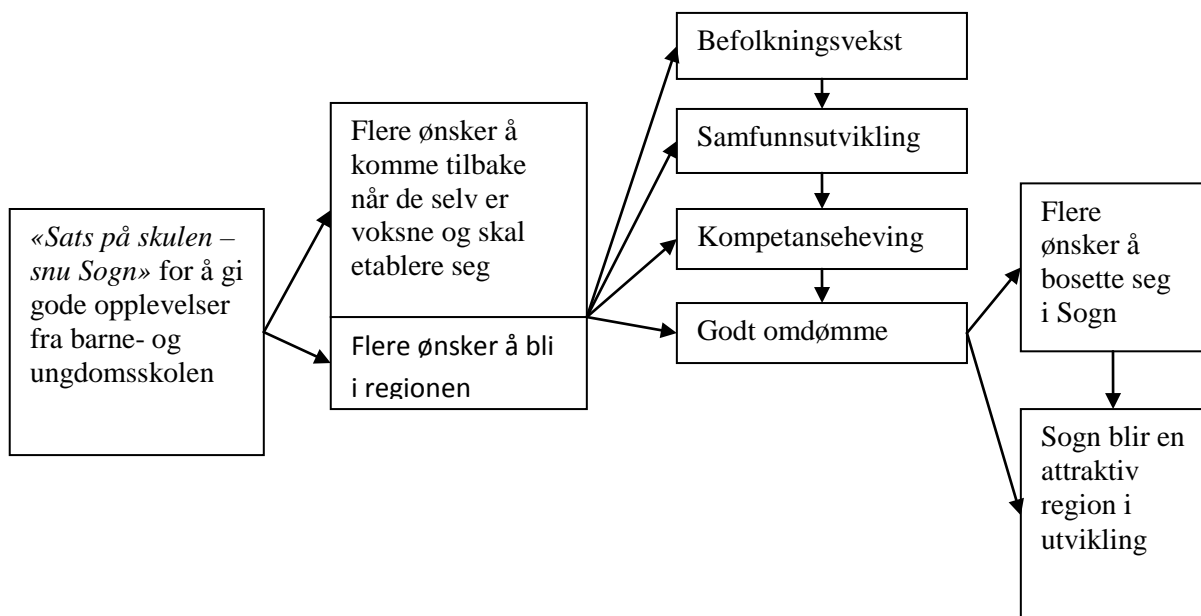 «Sats på skulen –
snu Sogn» for å gi
gode opplevelser
fra barne- og
ungdomsskolen
Flere ønsker å
komme tilbake
når de selv er
voksne og skal
etablere seg
Flere ønsker å bli
i regionen
Befolkningsvekst
Samfunnsutvikling
Kompetanseheving
Godt omdømme
Flere
ønsker å
bosette seg
i Sogn
Sogn blir en
attraktiv
region i
utvikling